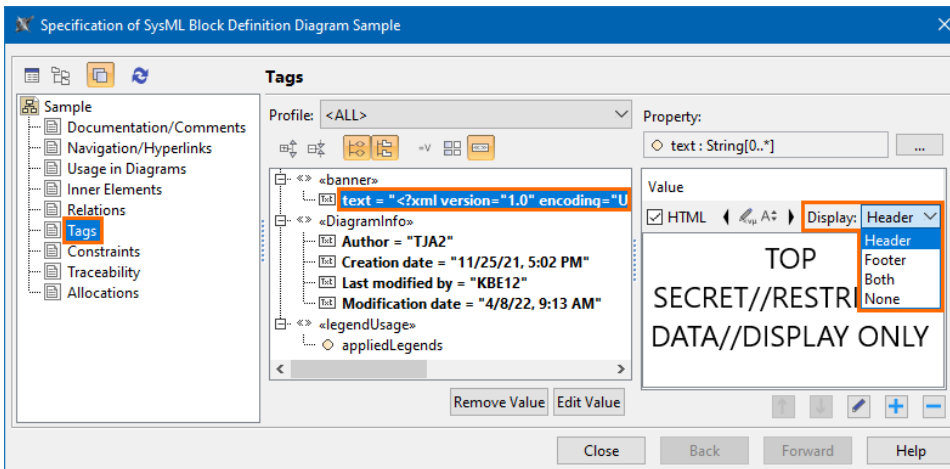 Specification of SysML Block Definition Diagram Sample
Sample
Documentation/Comments
Navigation/Hyperlinks
Usage in Diagrams
Inner Elements
Relations
Tags
Constraints
Traceability
Allocations
Tags
Profile: <ALL>
«banner»
text = "<?xml version="1.0" encoding="U
«DiagramInfo»
Author = "TJA2"
Creation date = "11/25/21, 5:02 PM"
Last modified by = "KBE12"
Modification date = "4/8/22, 9:13 AM"
«legendUsage»
appliedLegends
Remove Value Edit Value
Property:
text : String[0..*] ...
Value
HTML Display: Header
Header
Footer
Both
None
TOP
SECRET//RESTRI
DATA//DISPLAY ONLY
Close Back Forward Help